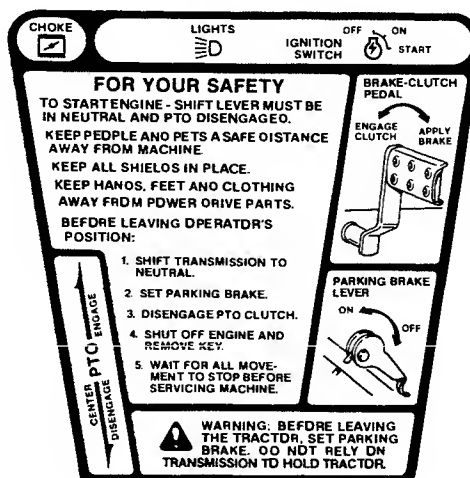 CHOKE
LIGHTS
IGNITION
SWITCH
OFF
ON
START
FOR YOUR SAFETY
TO START ENGINE - SHIFT LEVER MUST BE
IN NEUTRAL AND PTO DISENGAGEO.
KEEP PEDPLE AND PETS A SAFE OISTANCE
AWAY FROM MACHINE.
KEEP ALL SHIELOS IN PLACE.
KEEP HANOS, FEET ANO CLOTHING
AWAY FRDM PDWER ORIVE PARTS.
BEFDRE LEAVING DPERATDR'S
POSITION:
1. SHIFT TRANSMISSION TO
NEUTRAL.
2. SET PARKING BRAKE.
3. DISENGAGE PTO CLUTCH.
4. SHUT OFF ENGINE AND
REMOVE KEY.
5. WAIT FOR ALL MOVE-
MENT TO STOP BEFORE
SERVICING MACHINE.
CENTER PTO
DISENGAGE ENGAGE
BRAKE-CLUTCH
PEDAL
ENGAGE
CLUTCH
APPLY
BRAKE
PARKING BRAKE
LEVER
ON
OFF
WARNING: BEFDRE LEAVING
THE TRACTDR, SET PARKING
BRAKE. OO NDT RELY DN
TRANSMISSION TD HOLD TRACTDR.